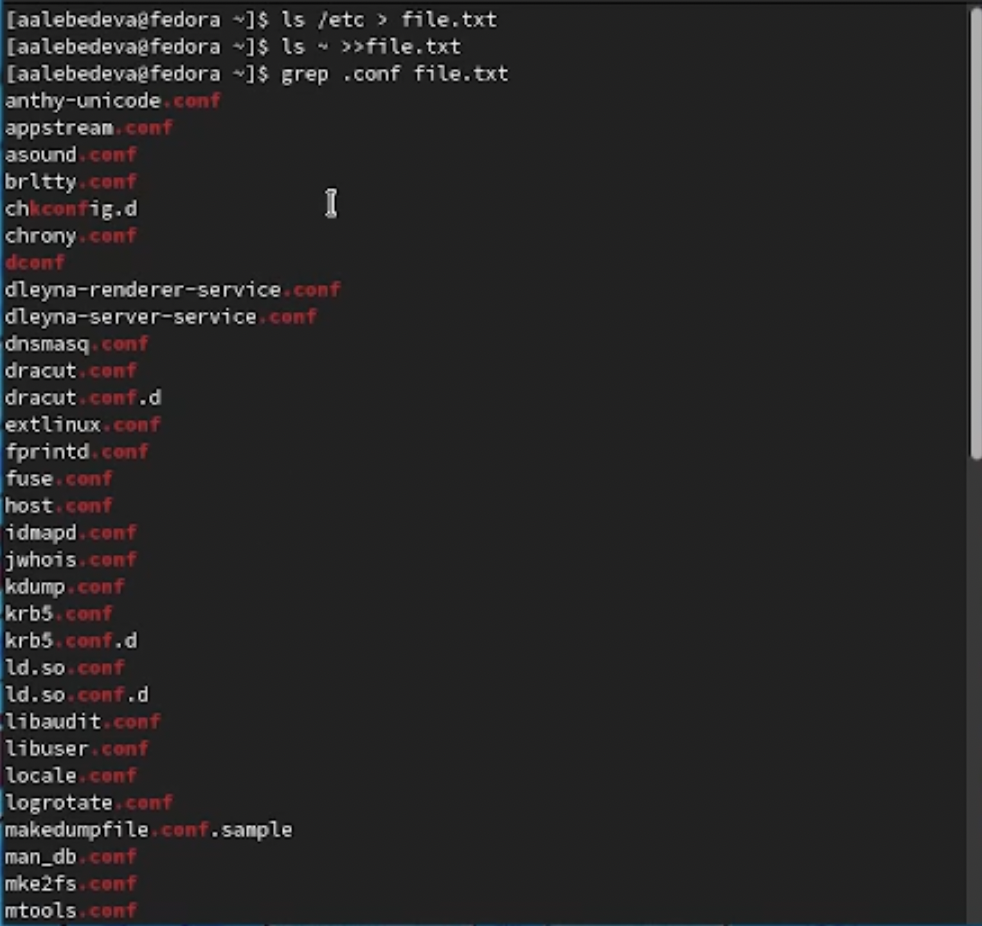 [aalebedeva@fedora ~]$ ls /etc > file.txt
[aalebedeva@fedora ~]$ ls ~ >>file.txt
[aalebedeva@fedora ~]$ grep .conf file.txt
anthy-unicode.conf
appstream.conf
asound.conf
brltty.conf
chkconfig.d
chrony.conf
dconf
dleyna-renderer-service.conf
dleyna-server-service.conf
dnsmasq.conf
dracut.conf
dracut.conf.d
extlinux.conf
fprintd.conf
fuse.conf
host.conf
idmapd.conf
jwhois.conf
kdump.conf
krb5.conf
krb5.conf.d
ld.so.conf
ld.so.conf.d
libaudit.conf
libuser.conf
locale.conf
logrotate.conf
makedumpfile.conf.sample
man_db.conf
mke2fs.conf
mtools.conf